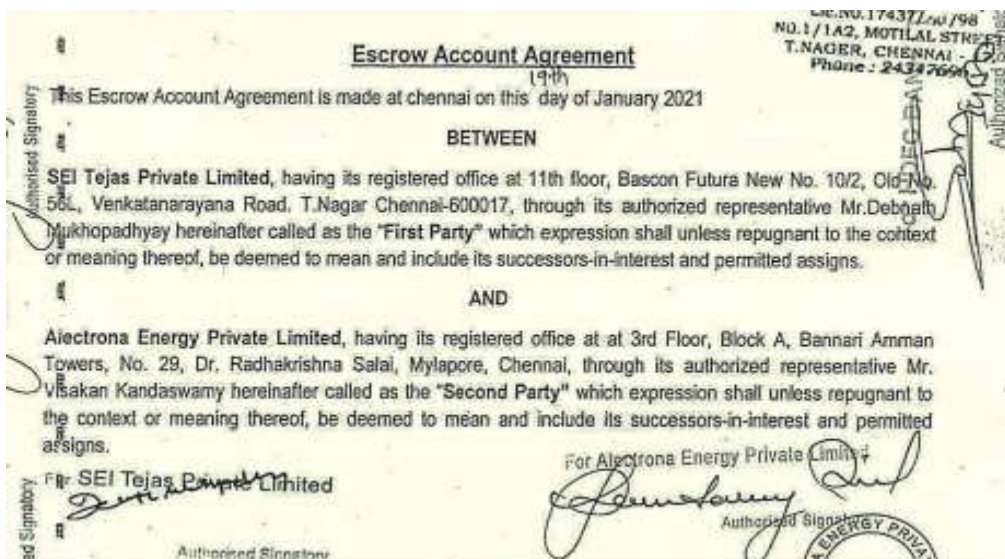 NO.1/1A2, MOTILAL STREET
T.NAGER, CHENNAI -
Phone :
Escrow Account Agreement
19th
This Escrow Account Agreement is made at chennai on this day of January 2021
BETWEEN
SEI Tejas Private Limited, having its registered office at 11th floor, Bascon Futura New No. 10/2, Old No.
56L, Venkatanarayana Road. T.Nagar Chennai-600017, through its authorized representative Mr.Debnath
Mukhopadhyay hereinafter called as the "First Party" which expression shall unless repugnant to the context
or meaning thereof, be deemed to mean and include its successors-in-interest and permitted assigns.
AND
Alectrona Energy Private Limited, having its registered office at at 3rd Floor, Block A, Bannari Amman
Towers, No. 29, Dr. Radhakrishna Salai, Mylapore, Chennai, through its authorized representative Mr.
Visakan Kandaswamy hereinafter called as the "Second Party" which expression shall unless repugnant to
the context or meaning thereof, be deemed to mean and include its successors-in-interest and permitted
assigns.
For SEI Tejas Private Limited
For Alectrona Energy Private Limited
Authorised Signatory
Authorised Signatory
Authorised Signatory
ENERGY PRIVA